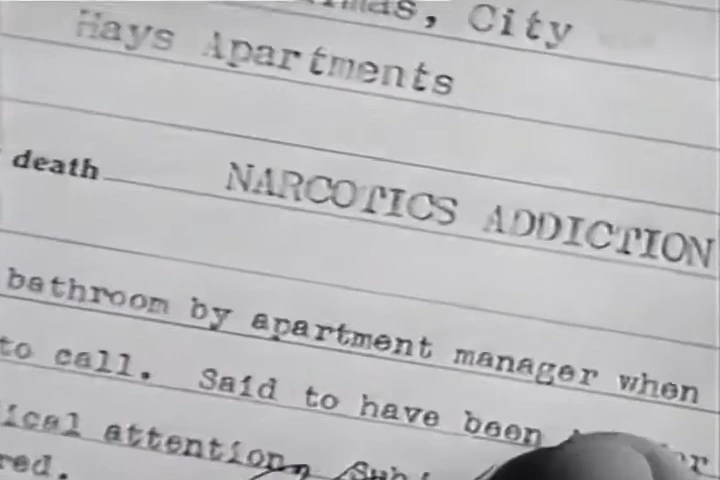 City
Hays Apartments
death NARCOTICS ADDICTION
bathroom by apartment manager when
to call. Said to have been
ical attention
red.